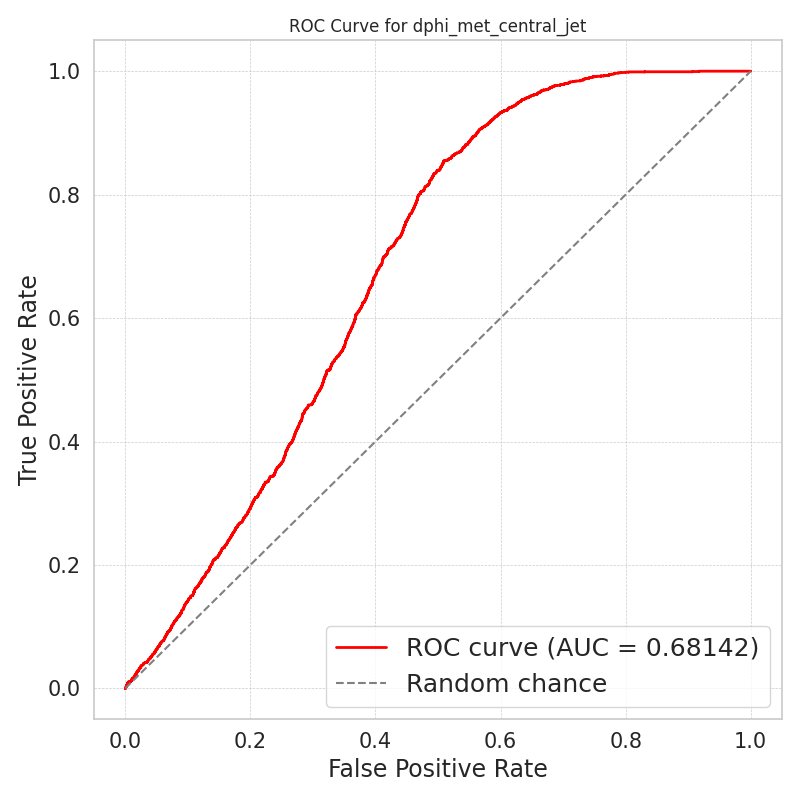 ROC Curve for dphi_met_central_jet
True Positive Rate
1.0
0.8
0.6
0.4
0.2
0.0
ROC curve (AUC = 0.68142)
Random chance
0.0 0.2 0.4 0.6 0.8 1.0
False Positive Rate